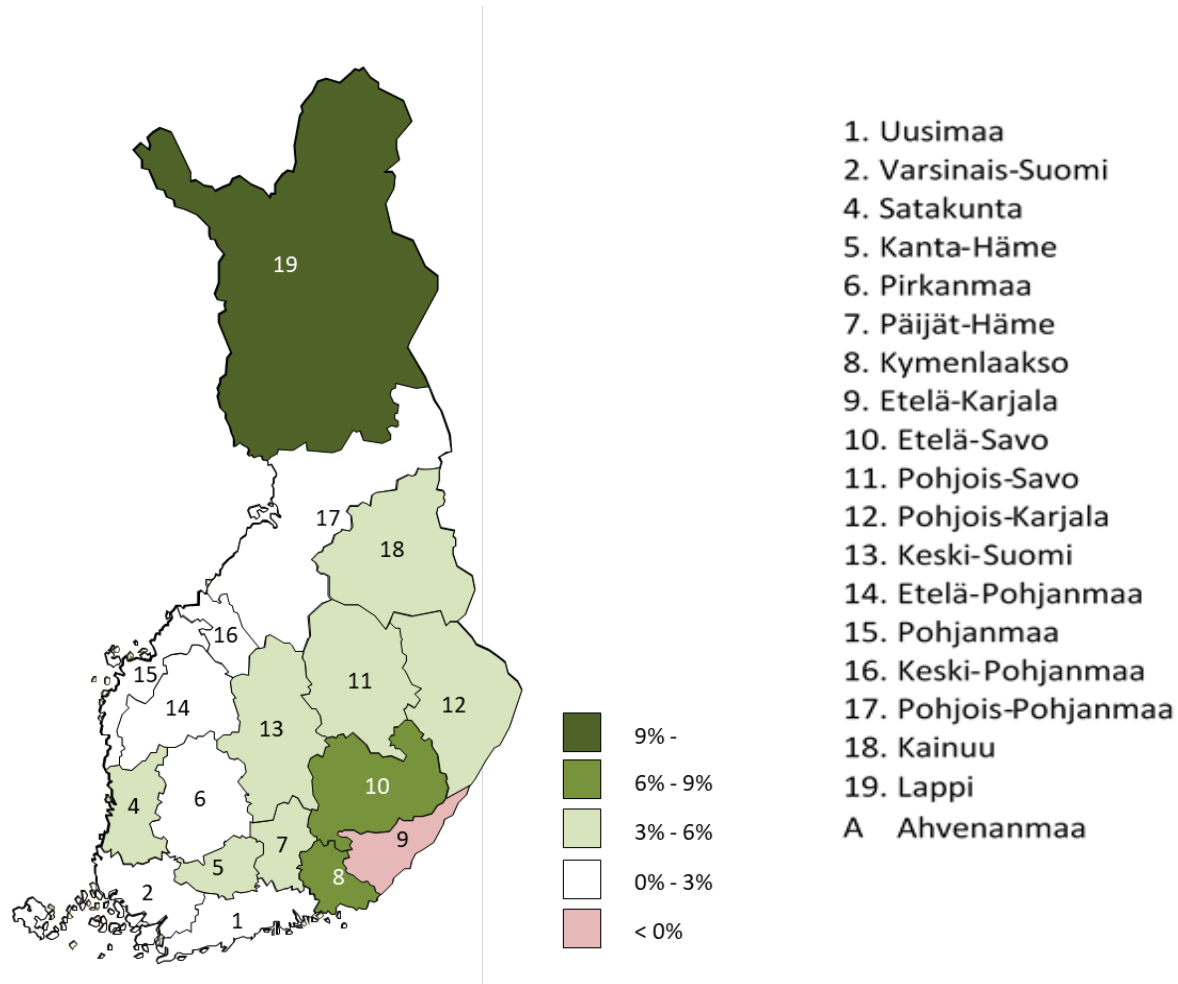 19
17
18
16
15
14
11
12
13
10
6
4
9
7
5
8
2
1
9% -
6% - 9%
3% - 6%
0% - 3%
< 0%
1. Uusimaa
2. Varsinais-Suomi
4. Satakunta
5. Kanta-Häme
6. Pirkanmaa
7. Päijät-Häme
8. Kymenlaakso
9. Etelä-Karjala
10. Etelä-Savo
11. Pohjois-Savo
12. Pohjois-Karjala
13. Keski-Suomi
14. Etelä-Pohjanmaa
15. Pohjanmaa
16. Keski-Pohjanmaa
17. Pohjois-Pohjanmaa
18. Kainuu
19. Lappi
A Ahvenanmaa